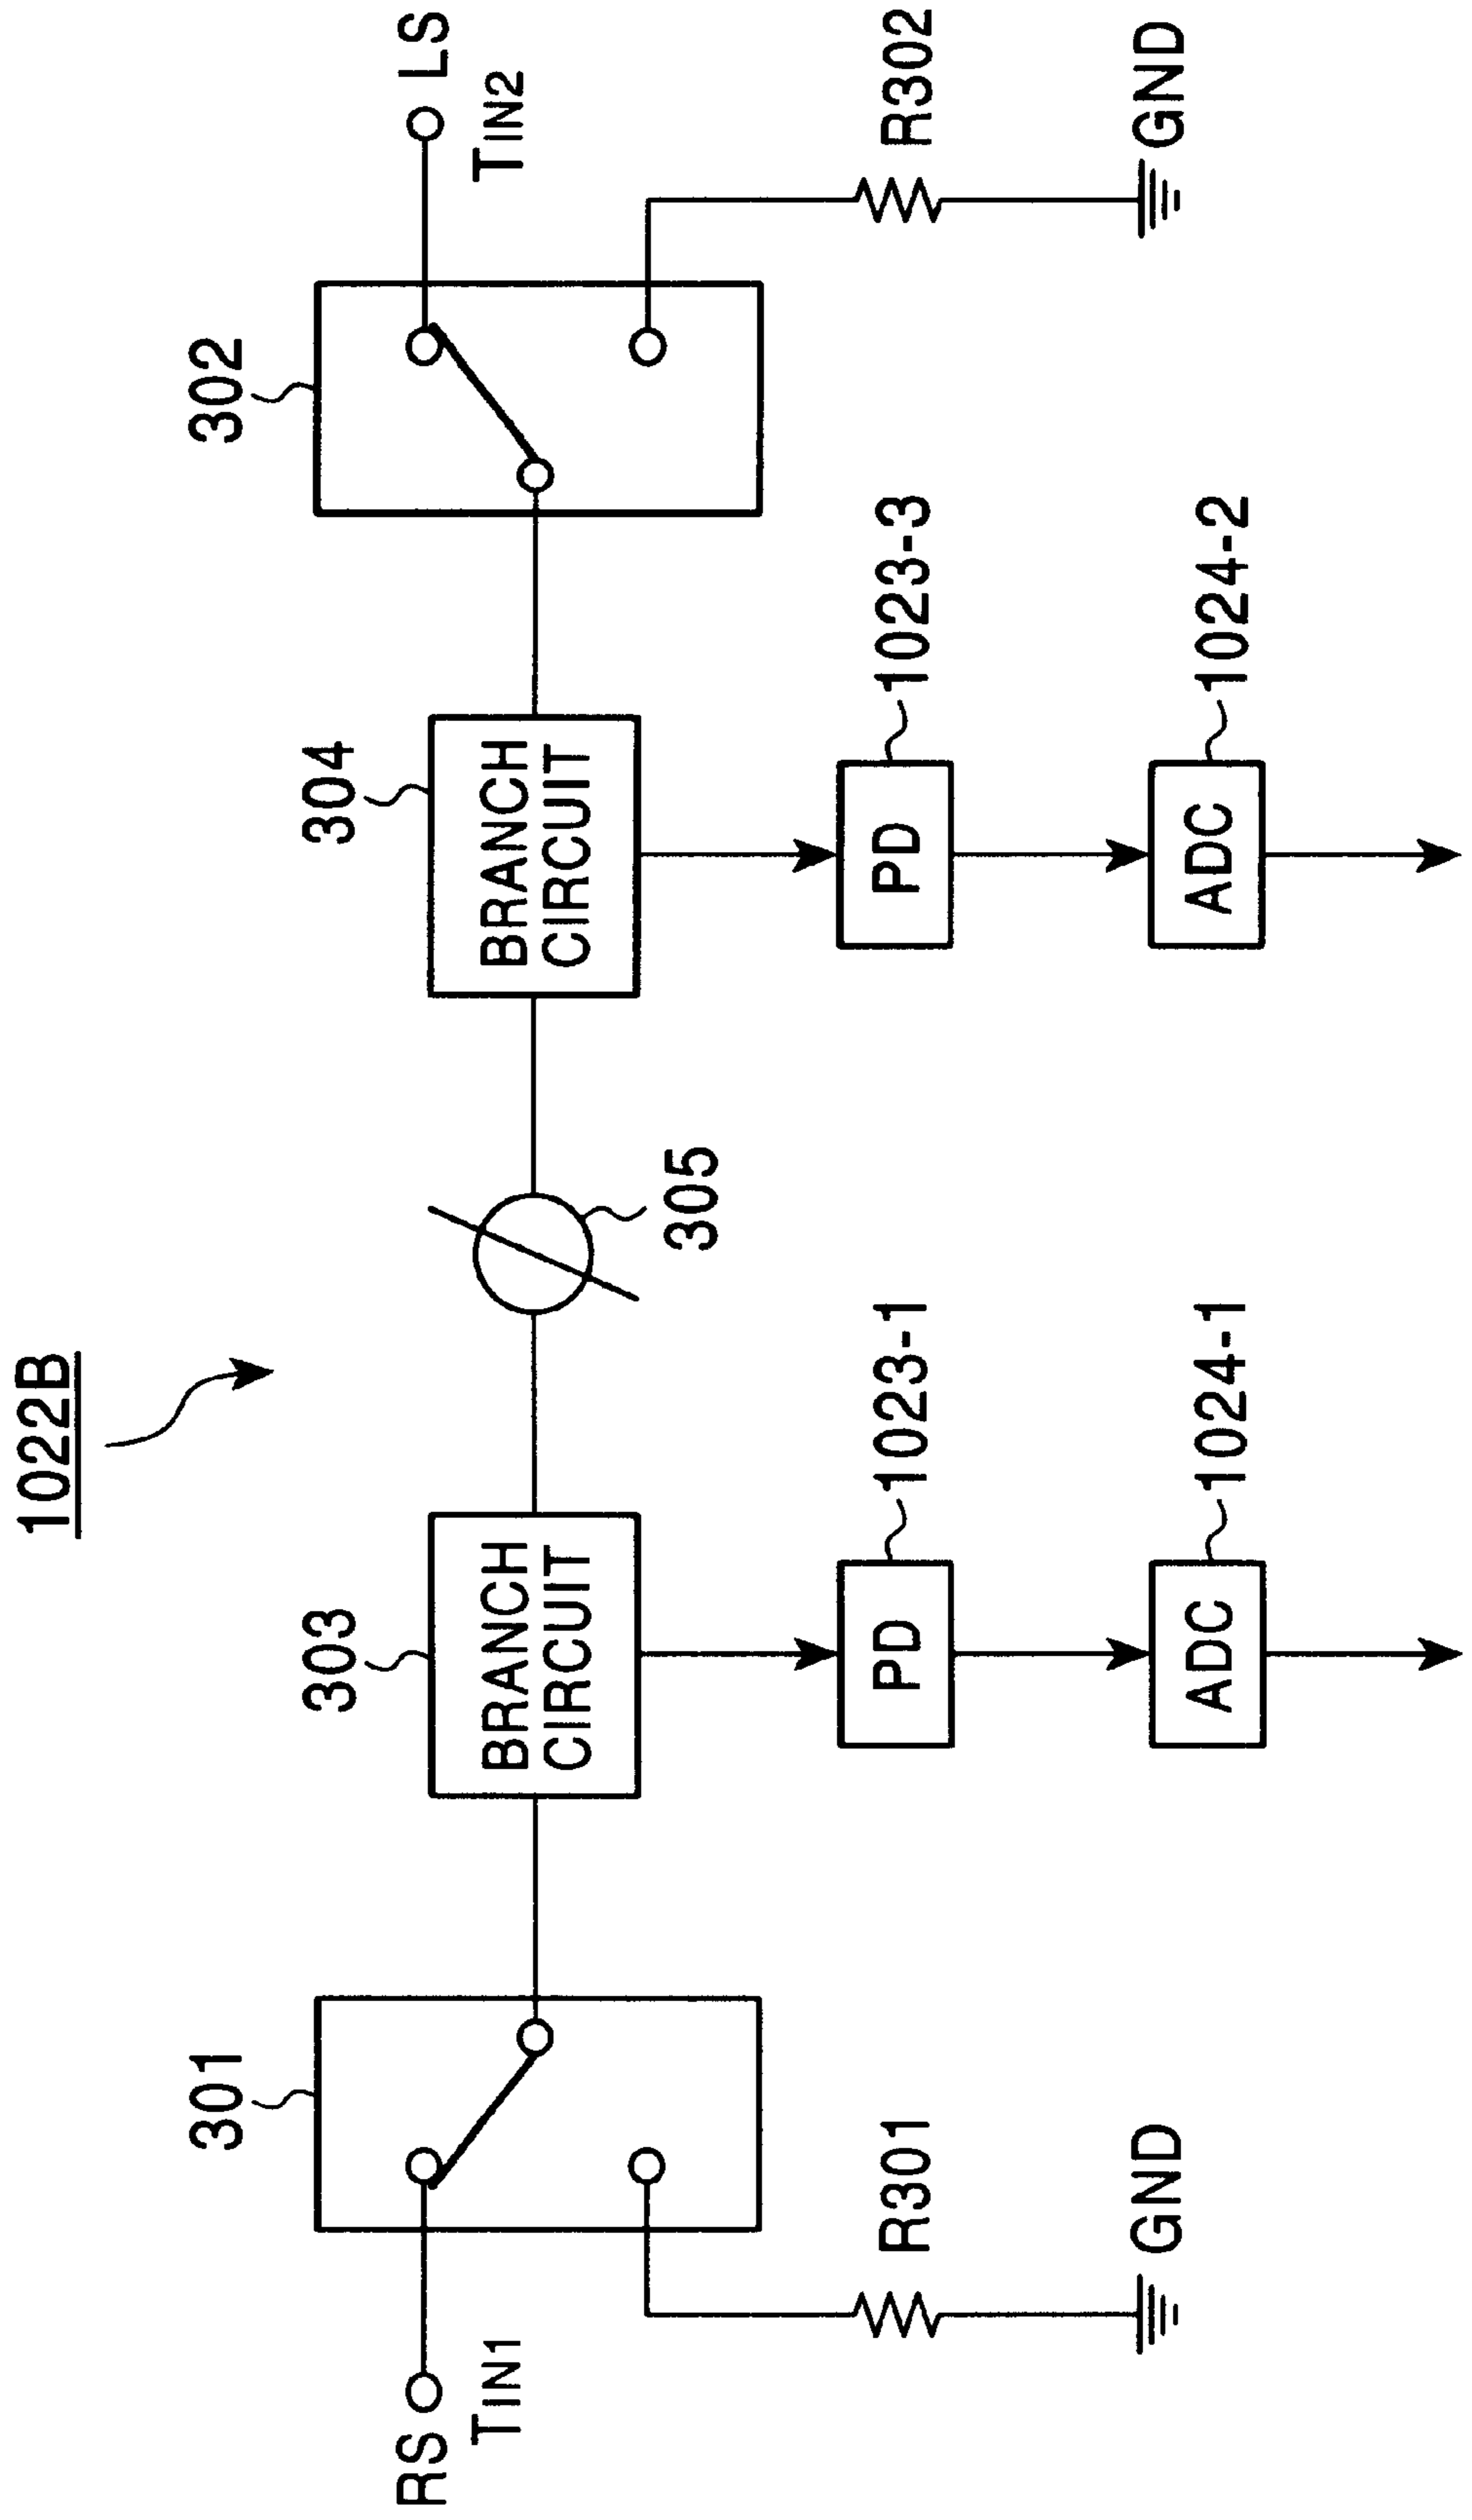 1022B
301
303
304
302
RS
TIN1
BRANCH
CIRCUIT
305
BRANCH
CIRCUIT
LS
TIN2
R301
PD
1023-1
PD
1023-3
R302
GND
ADC
1024-1
ADC
1024-2
GND